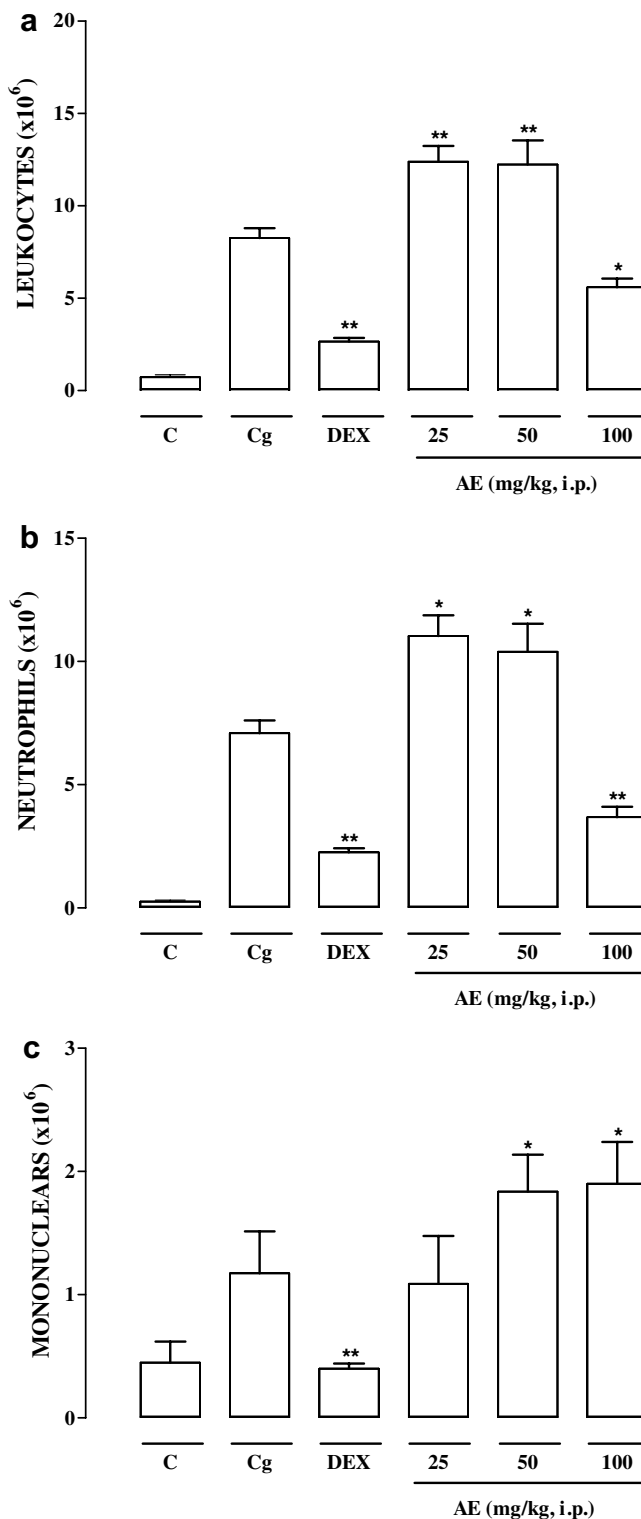 a
LEUKOCYTES (x10⁶)
20
15
10
5
0
** ** ** *
C Cg DEX 25 50 100
AE (mg/kg, i.p.)
b
NEUTROPHILS (x10⁶)
15
10
5
0
** * * **
C Cg DEX 25 50 100
AE (mg/kg, i.p.)
c
MONONUCLEARS (x10⁶)
3
2
1
0
** * *
C Cg DEX 25 50 100
AE (mg/kg, i.p.)